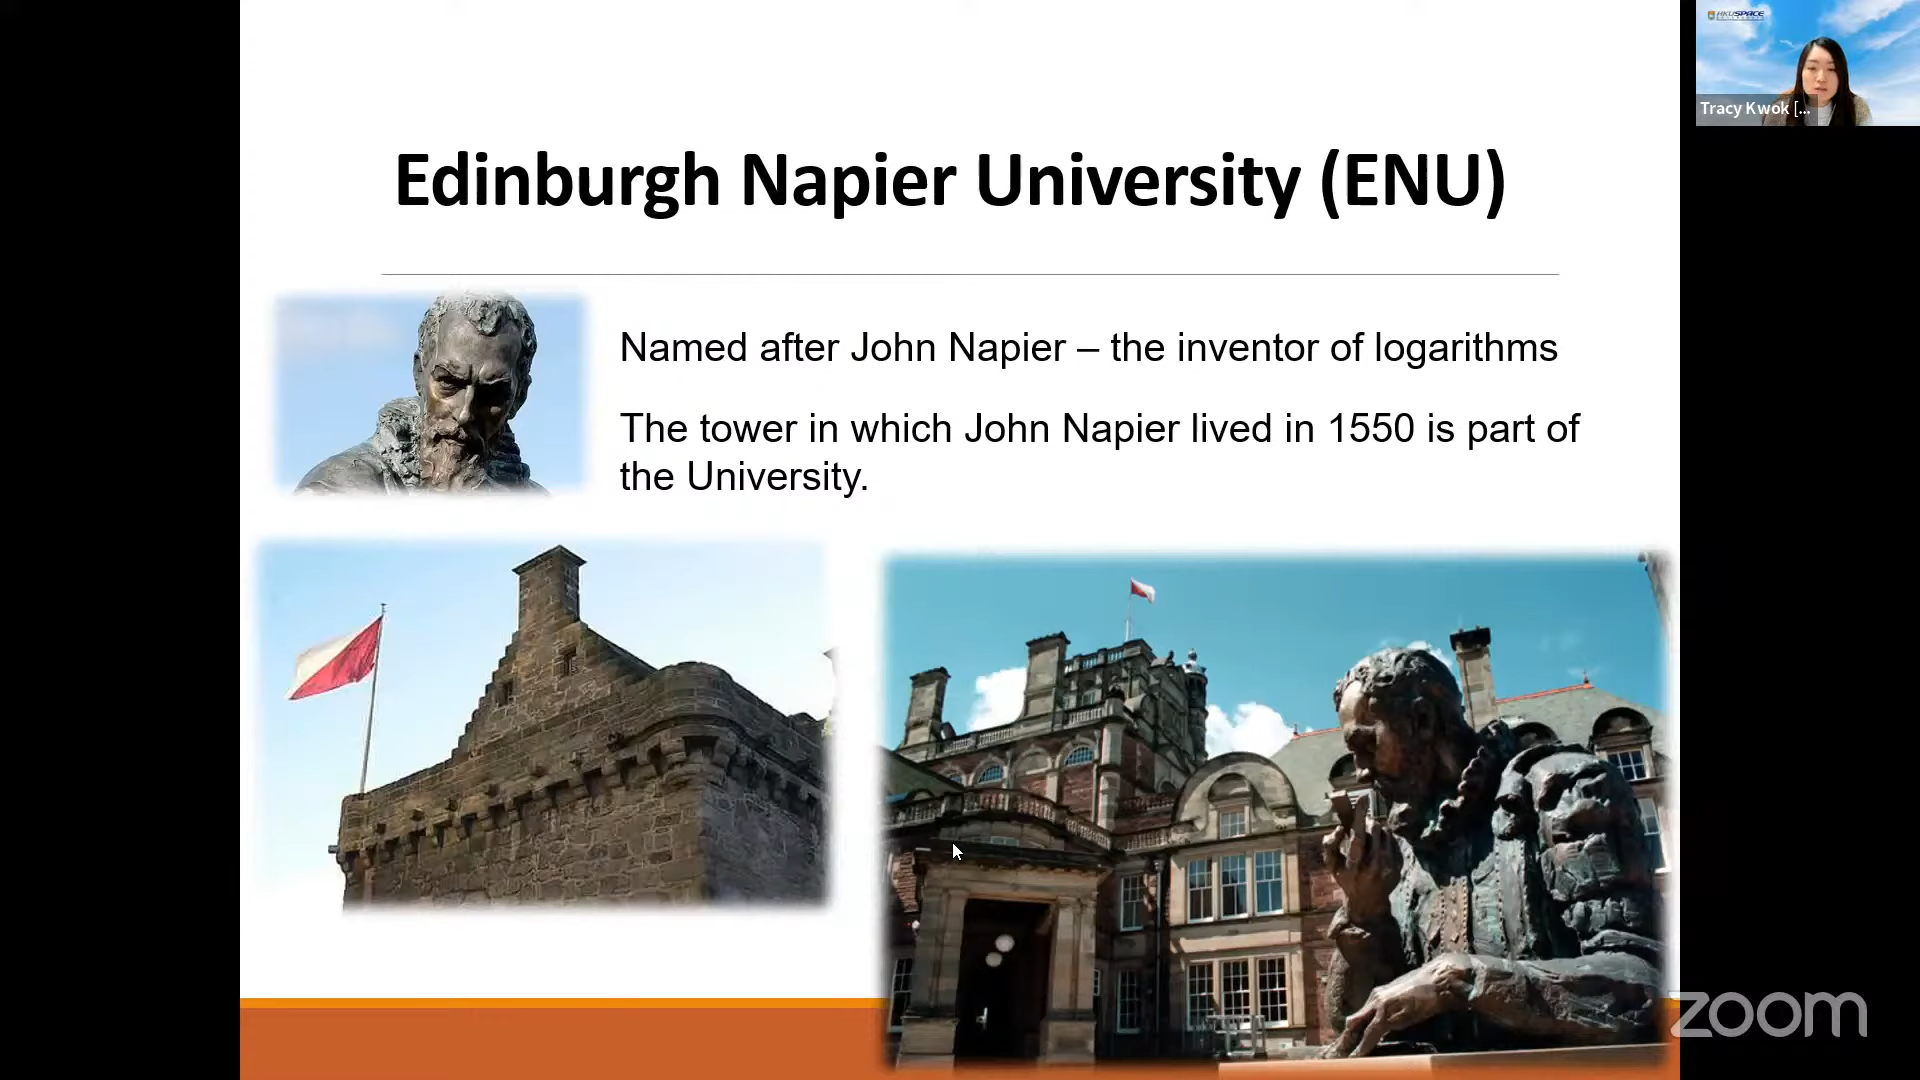 HKUSPACE
Tracy Kwok [...
Edinburgh Napier University (ENU)
Named after John Napier – the inventor of logarithms
The tower in which John Napier lived in 1550 is part of
the University.
zoom